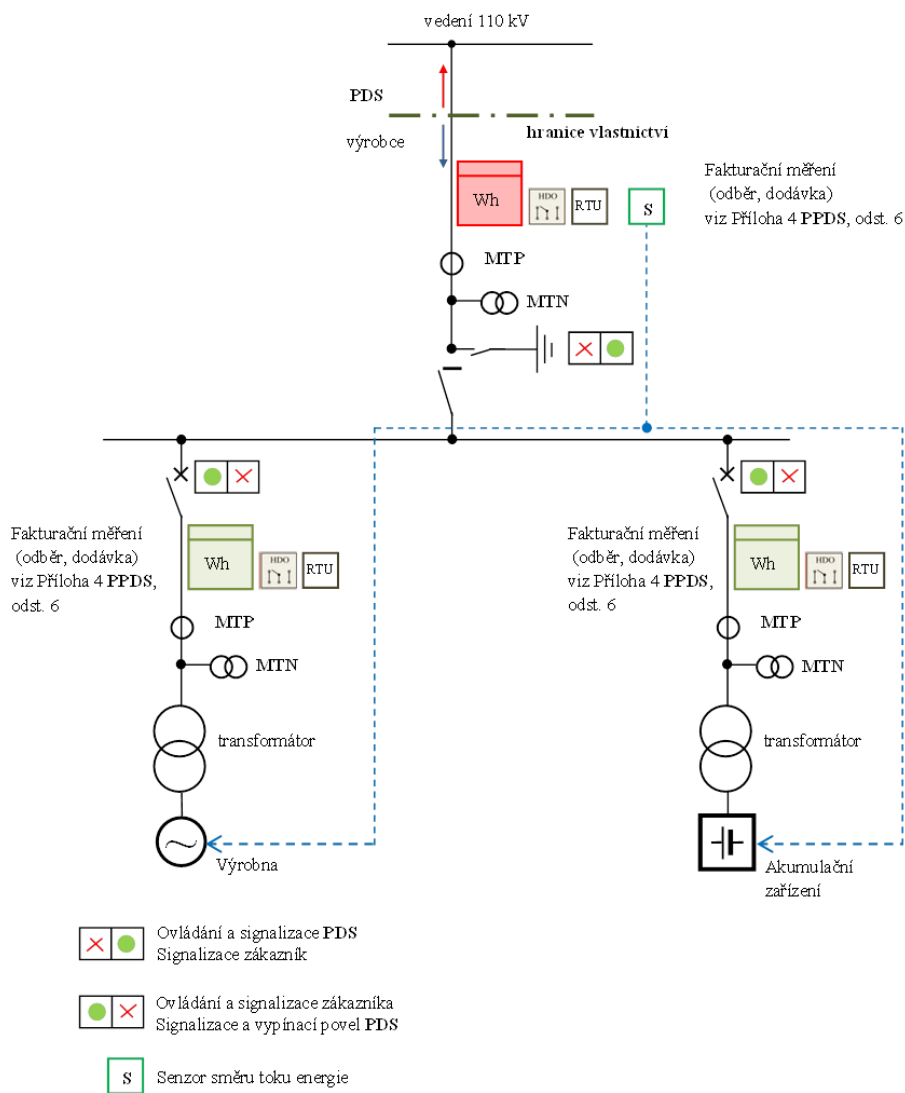 vedení 110 kV
PDS
hranice vlastnictví
výrobce
Fakturační měření
(odběr, dodávka)
viz Příloha 4 PPDS, odst. 6
Wh
HDO
RTU
S
MTP
MTN
Fakturační měření
(odběr, dodávka)
viz Příloha 4 PPDS,
odst. 6
Wh
HDO
RTU
MTP
MTN
transformátor
Výrobna
Fakturační měření
(odběr, dodávka)
viz Příloha 4 PPDS,
odst. 6
Wh
HDO
RTU
MTP
MTN
transformátor
Akumulační
zařízení
Ovládání a signalizace PDS
Signalizace zákazník
Ovládání a signalizace zákazníka
Signalizace a vypínací povel PDS
S
Senzor směru toku energie